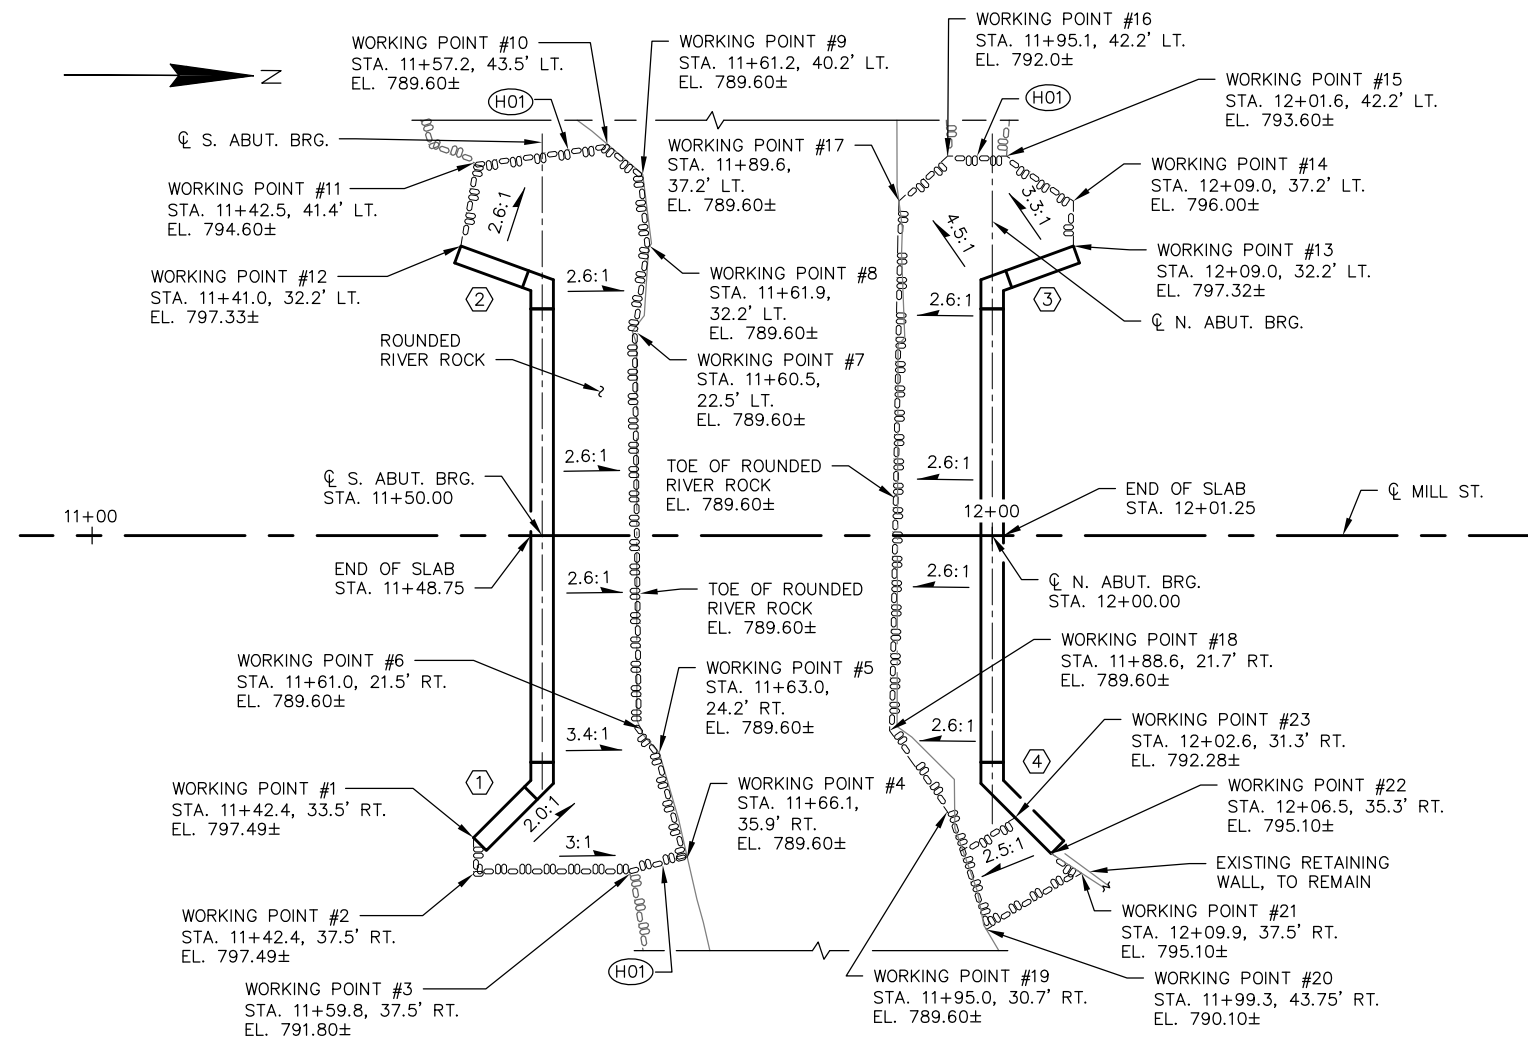 WORKING POINT #16
STA. 11+95.1, 42.2' LT.
EL. 792.0±
WORKING POINT #10
STA. 11+57.2, 43.5' LT.
EL. 789.60±
WORKING POINT #9
STA. 11+61.2, 40.2' LT.
EL. 789.60±
N
WORKING POINT #15
STA. 12+01.6, 42.2' LT.
EL. 793.60±
H01
H01
℄ S. ABUT. BRG.
WORKING POINT #17
STA. 11+89.6,
37.2' LT.
EL. 789.60±
WORKING POINT #14
STA. 12+09.0, 37.2' LT.
EL. 796.00±
WORKING POINT #11
STA. 11+42.5, 41.4' LT.
EL. 794.60±
2.6:1
4.5:1
3.3:1
WORKING POINT #12
STA. 11+41.0, 32.2' LT.
EL. 797.33±
2
2.6:1
WORKING POINT #8
STA. 11+61.9,
32.2' LT.
EL. 789.60±
2.6:1
3
WORKING POINT #13
STA. 12+09.0, 32.2' LT.
EL. 797.32±
℄ N. ABUT. BRG.
ROUNDED
RIVER ROCK
WORKING POINT #7
STA. 11+60.5,
22.5' LT.
EL. 789.60±
2.6:1
TOE OF ROUNDED
RIVER ROCK
EL. 789.60±
2.6:1
℄ S. ABUT. BRG.
STA. 11+50.00
END OF SLAB
STA. 12+01.25
℄ MILL ST.
11+00
12+00
END OF SLAB
STA. 11+48.75
2.6:1
TOE OF ROUNDED
RIVER ROCK
EL. 789.60±
2.6:1
℄ N. ABUT. BRG.
STA. 12+00.00
WORKING POINT #6
STA. 11+61.0, 21.5' RT.
EL. 789.60±
WORKING POINT #5
STA. 11+63.0,
24.2' RT.
EL. 789.60±
WORKING POINT #18
STA. 11+88.6, 21.7' RT.
EL. 789.60±
3.4:1
2.6:1
WORKING POINT #23
STA. 12+02.6, 31.3' RT.
EL. 792.28±
WORKING POINT #1
STA. 11+42.4, 33.5' RT.
EL. 797.49±
1
2.0:1
3:1
WORKING POINT #4
STA. 11+66.1,
35.9' RT.
EL. 789.60±
4
2.5:1
WORKING POINT #22
STA. 12+06.5, 35.3' RT.
EL. 795.10±
EXISTING RETAINING
WALL, TO REMAIN
WORKING POINT #2
STA. 11+42.4, 37.5' RT.
EL. 797.49±
WORKING POINT #21
STA. 12+09.9, 37.5' RT.
EL. 795.10±
H01
WORKING POINT #3
STA. 11+59.8, 37.5' RT.
EL. 791.80±
WORKING POINT #19
STA. 11+95.0, 30.7' RT.
EL. 789.60±
WORKING POINT #20
STA. 11+99.3, 43.75' RT.
EL. 790.10±